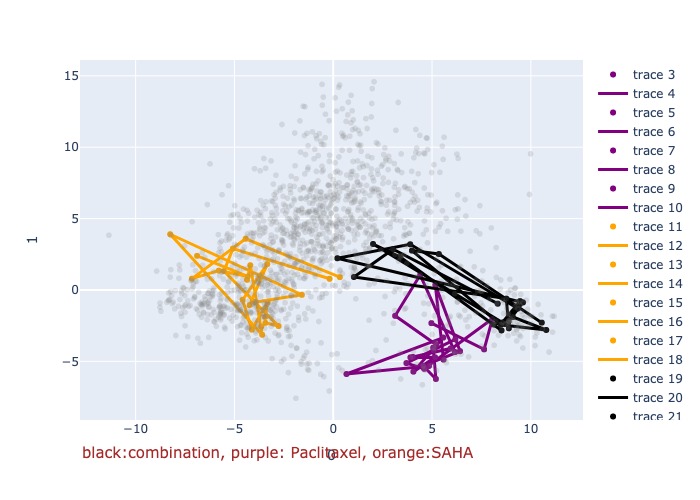 15
10
5
0
−5
−10
−5
0
5
10
1
0
black:combination, purple: Paclitaxel, orange:SAHA
trace 3
trace 4
trace 5
trace 6
trace 7
trace 8
trace 9
trace 10
trace 11
trace 12
trace 13
trace 14
trace 15
trace 16
trace 17
trace 18
trace 19
trace 20
trace 21